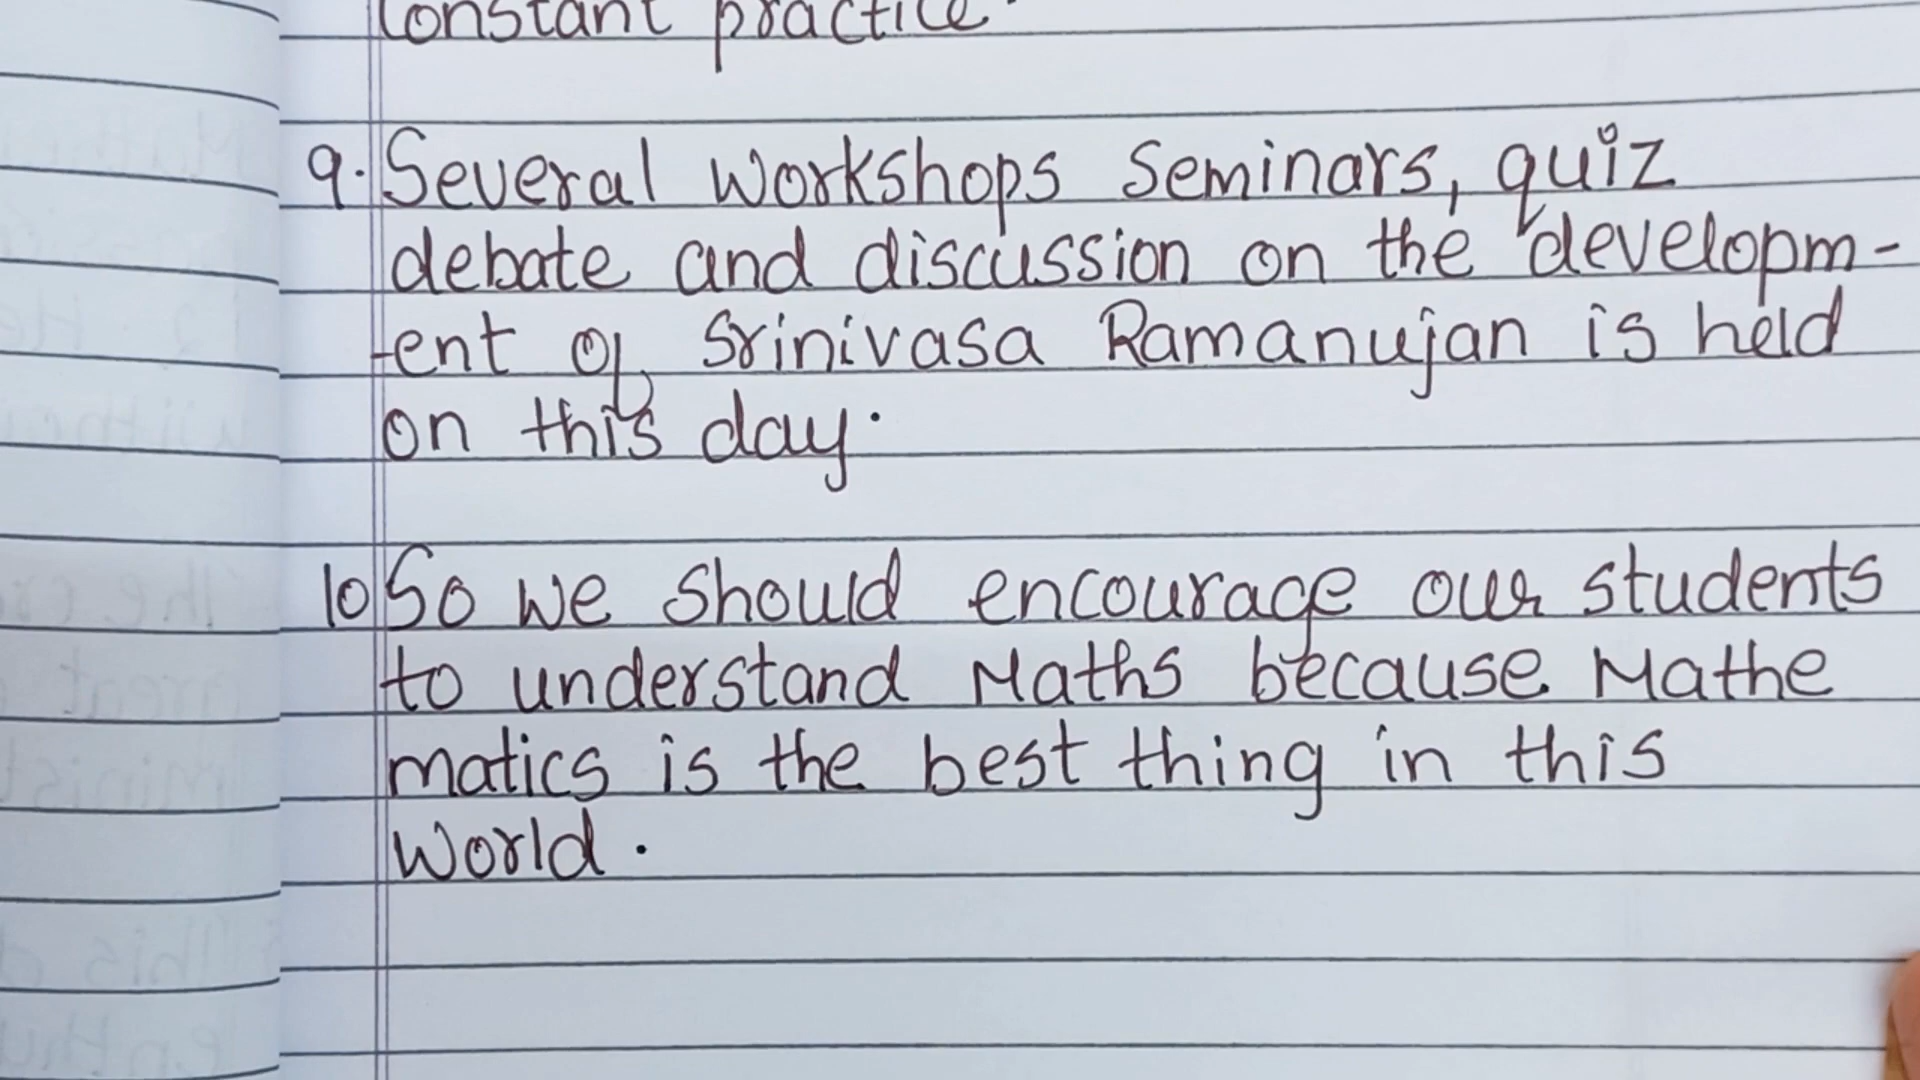 constant practice.
9. Several workshops seminars, quiz
debate and discussion on the developm-
-ent of Srinivasa Ramanujan is held
on this day.
10 So we should encourage our students
to understand Maths because Mathe
matics is the best thing in this
world.